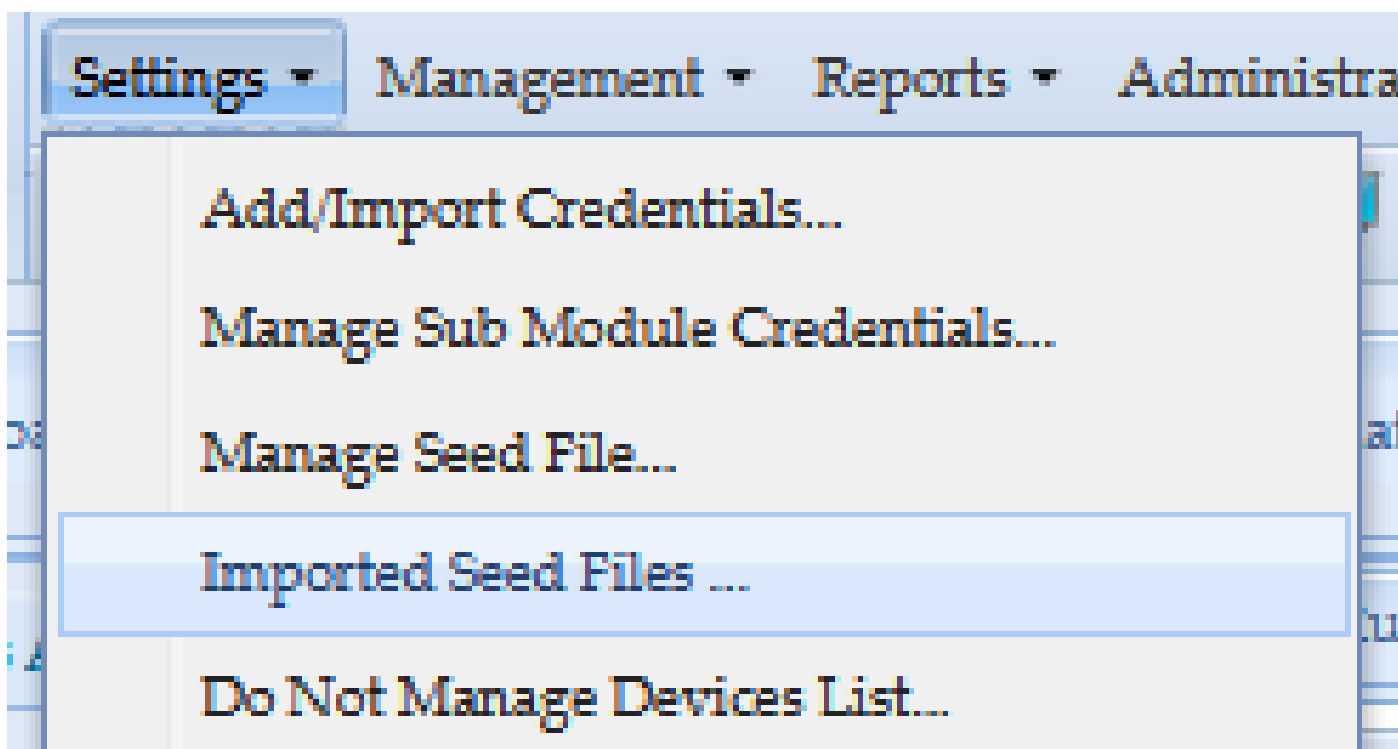 Settings Management Reports Administra
Add/Import Credentials...
Manage Sub Module Credentials...
Manage Seed File...
Imported Seed Files ...
Do Not Manage Devices List...